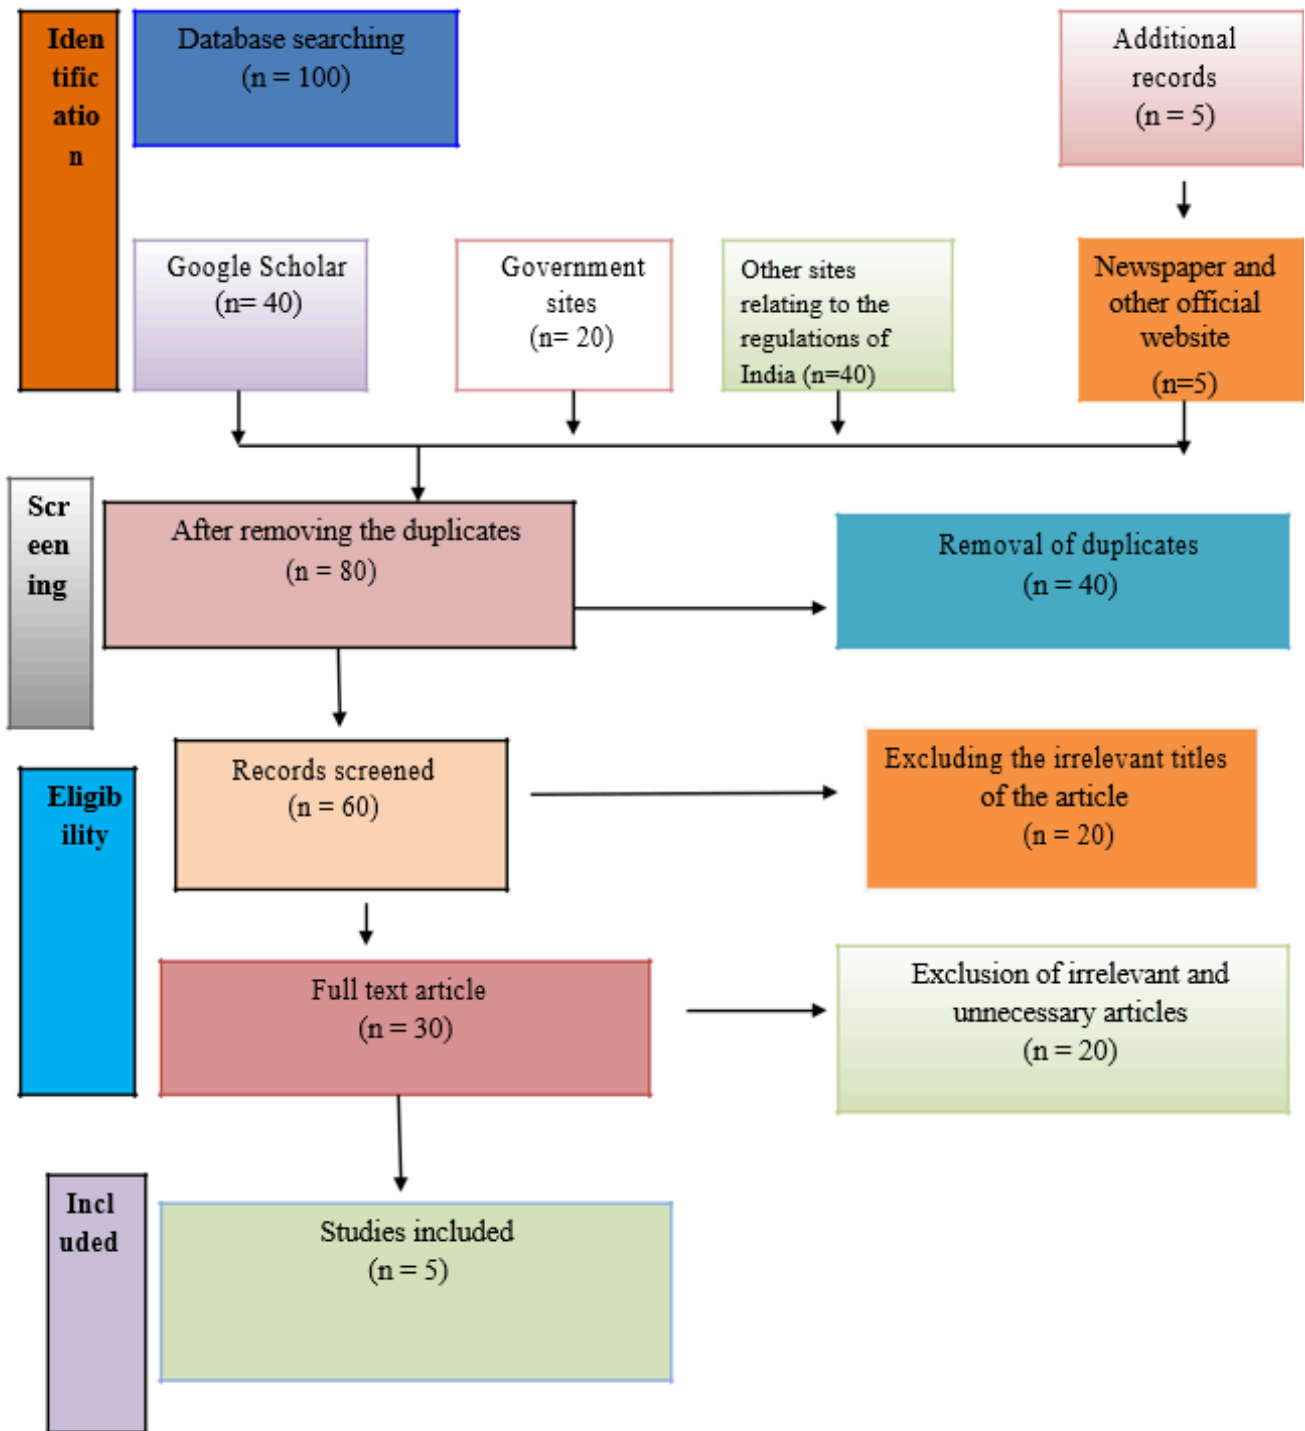 Iden
tific
atio
n
Database searching
(n = 100)
Additional
records
(n = 5)
Google Scholar
(n= 40)
Government
sites
(n= 20)
Other sites
relating to the
regulations of
India (n=40)
Newspaper and
other official
website
(n=5)
Scr
een
ing
After removing the duplicates
(n = 80)
Removal of duplicates
(n = 40)
Eligib
ility
Records screened
(n = 60)
Excluding the irrelevant titles
of the article
(n = 20)
Full text article
(n = 30)
Exclusion of irrelevant and
unnecessary articles
(n = 20)
Incl
uded
Studies included
(n = 5)